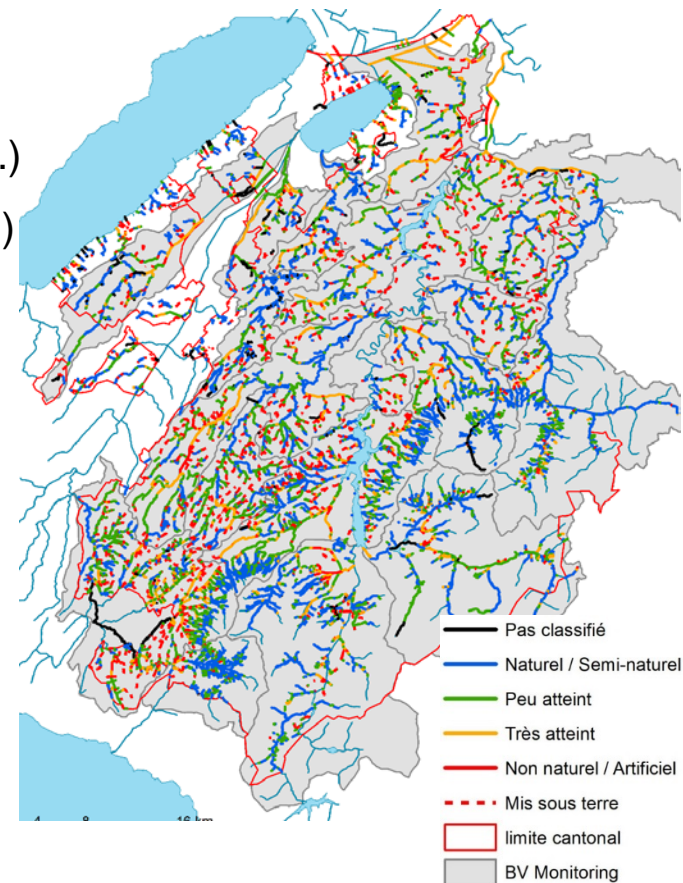 .)
)
Pas classifié
Naturel / Semi-naturel
Peu atteint
Très atteint
Non naturel / Artificiel
Mis sous terre
limite cantonal
BV Monitoring
4 8 16 km